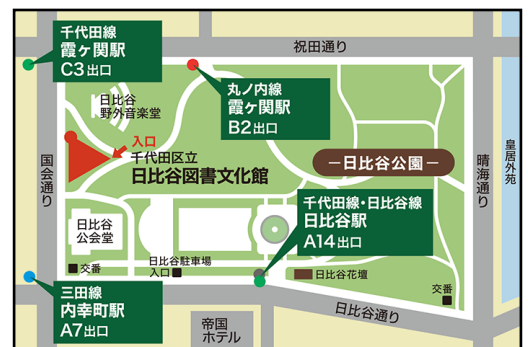 千代田線
霞ヶ関駅
C3出口
祝田通り
丸ノ内線
霞ヶ関駅
B2出口
日比谷
野外音楽堂
入口
千代田区立
日比谷図書文化館
国会通り
日比谷公園
晴海通り
皇居外苑
千代田線・日比谷線
日比谷駅
A14出口
日比谷
公会堂
交番
日比谷駐車場
入口
日比谷花壇
交番
三田線
内幸町駅
A7出口
日比谷通り
帝国
ホテル